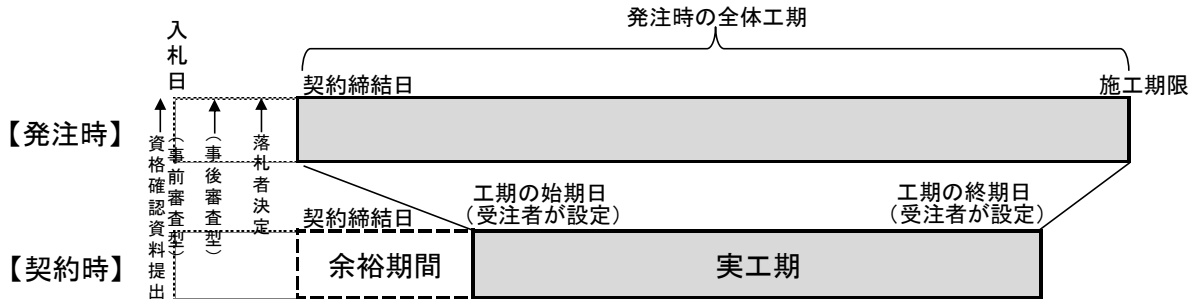 発注時の全体工期
入札日
契約締結日
施工期限
【発注時】
資格確認資料提出
(事前審査型)
(事後審査型)
落札者決定
工期の始期日
(受注者が設定)
工期の終期日
(受注者が設定)
契約締結日
【契約時】
余裕期間
実工期